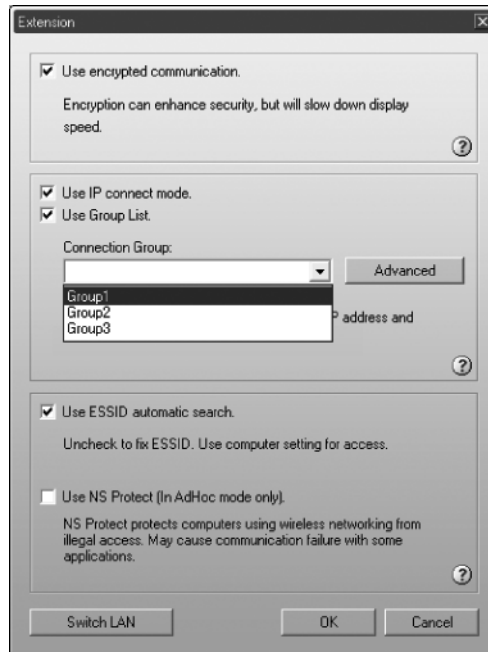 Extension
Use encrypted communication.
Encryption can enhance security, but will slow down display
speed.
Use IP connect mode.
Use Group List.
Connection Group:
Advanced
Group1
Group2
Group3
address and
Use ESSID automatic search.
Uncheck to fix ESSID. Use computer setting for access.
Use NS Protect (In AdHoc mode only).
NS Protect protects computers using wireless networking from
illegal access. May cause communication failure with some
applications.
Switch LAN
OK
Cancel